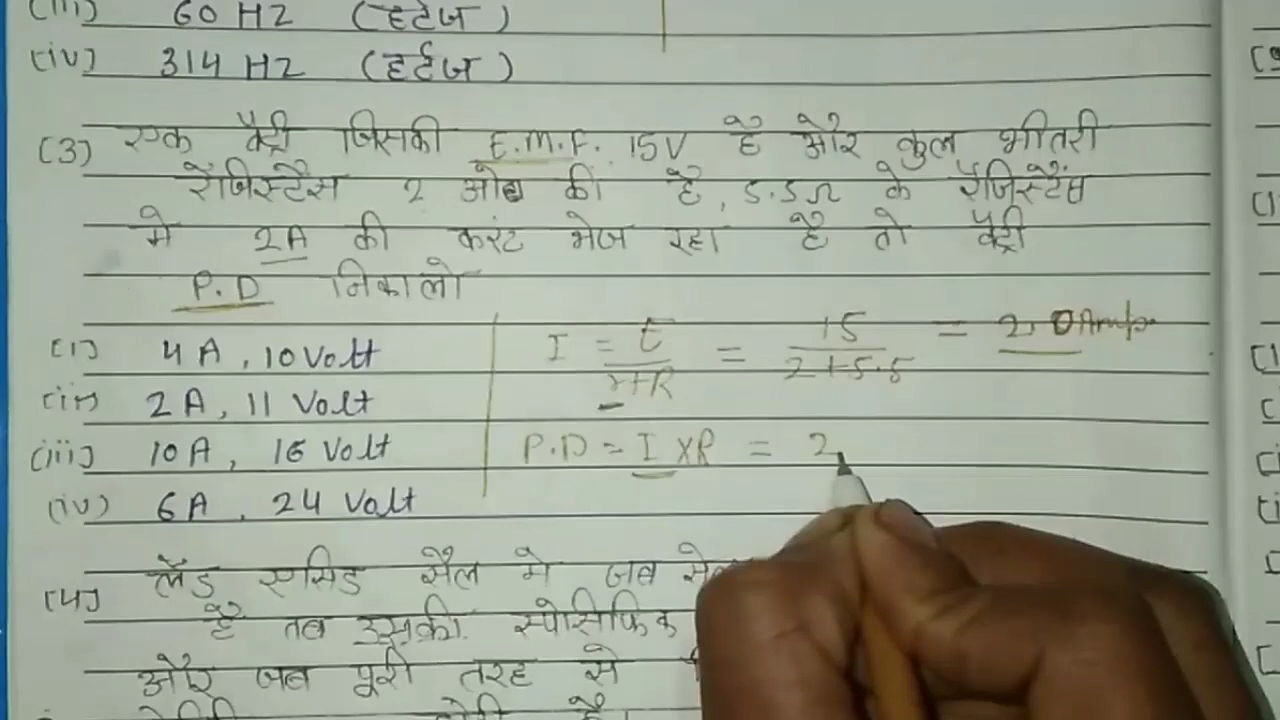 (iii) 60 HZ (हर्टज)
(iv) 314 HZ (हर्टज)
(3) एक बैट्री जिसकी E.M.F. 15V है और कुल भीतरी
रेंजिस्टैंस 2 ओह्म की है, 5.5Ω के रेंजिस्टैंस
मे 2A की करंट भेज रहा है तो बैट्री
P.D निकालो
(i) 4A, 10 Volt
I = E/r+R = 15/2+5.5 = 2.0 Amp
(ii) 2A, 11 Volt
(iii) 10A, 16 Volt
P.D = I X R = 2
(iv) 6A, 24 Volt
(4) लैड एसिड सैल मे जब
है तब उसकी स्पेसिफिक
और जब पूरी तरह से